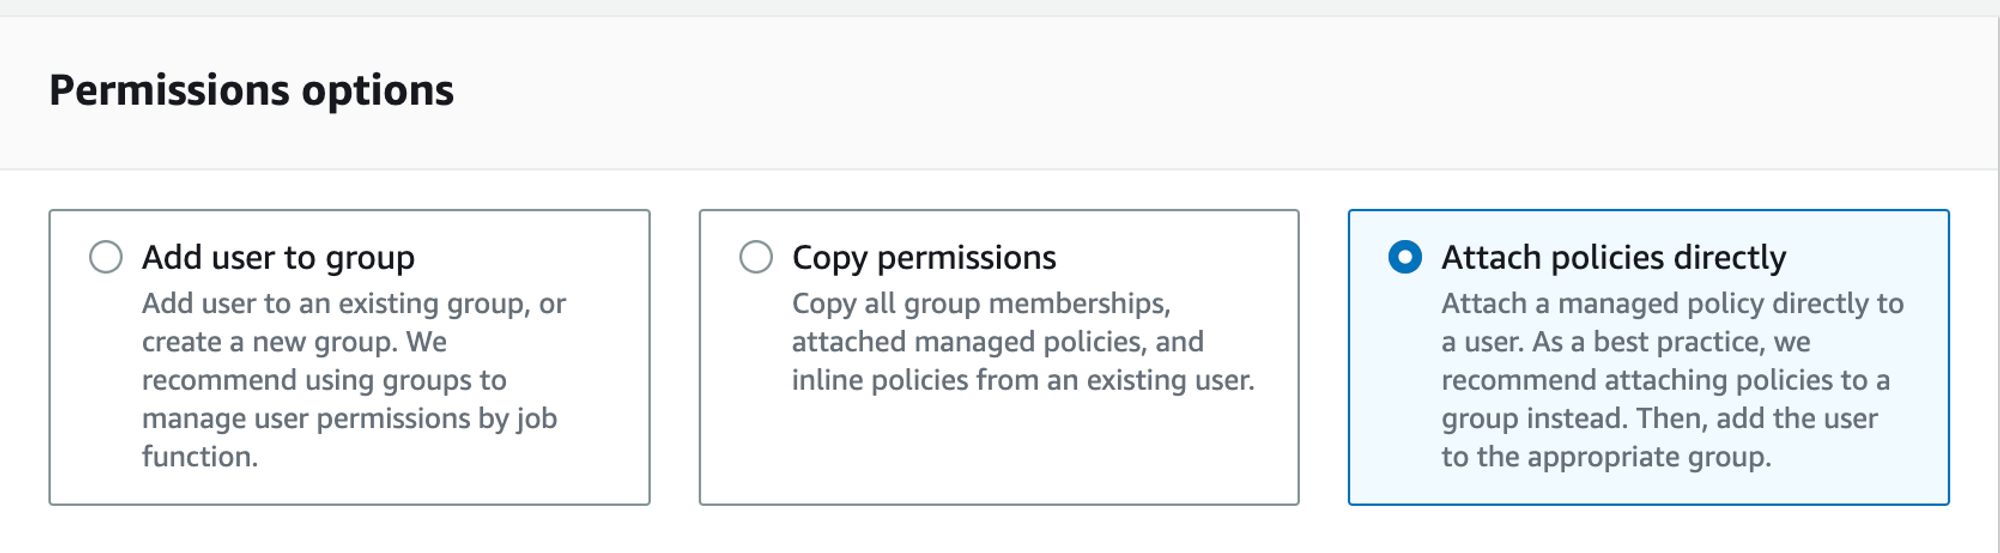 Permissions options
Add user to group
Add user to an existing group, or
create a new group. We
recommend using groups to
manage user permissions by job
function.
Copy permissions
Copy all group memberships,
attached managed policies, and
inline policies from an existing user.
Attach policies directly
Attach a managed policy directly to
a user. As a best practice, we
recommend attaching policies to a
group instead. Then, add the user
to the appropriate group.